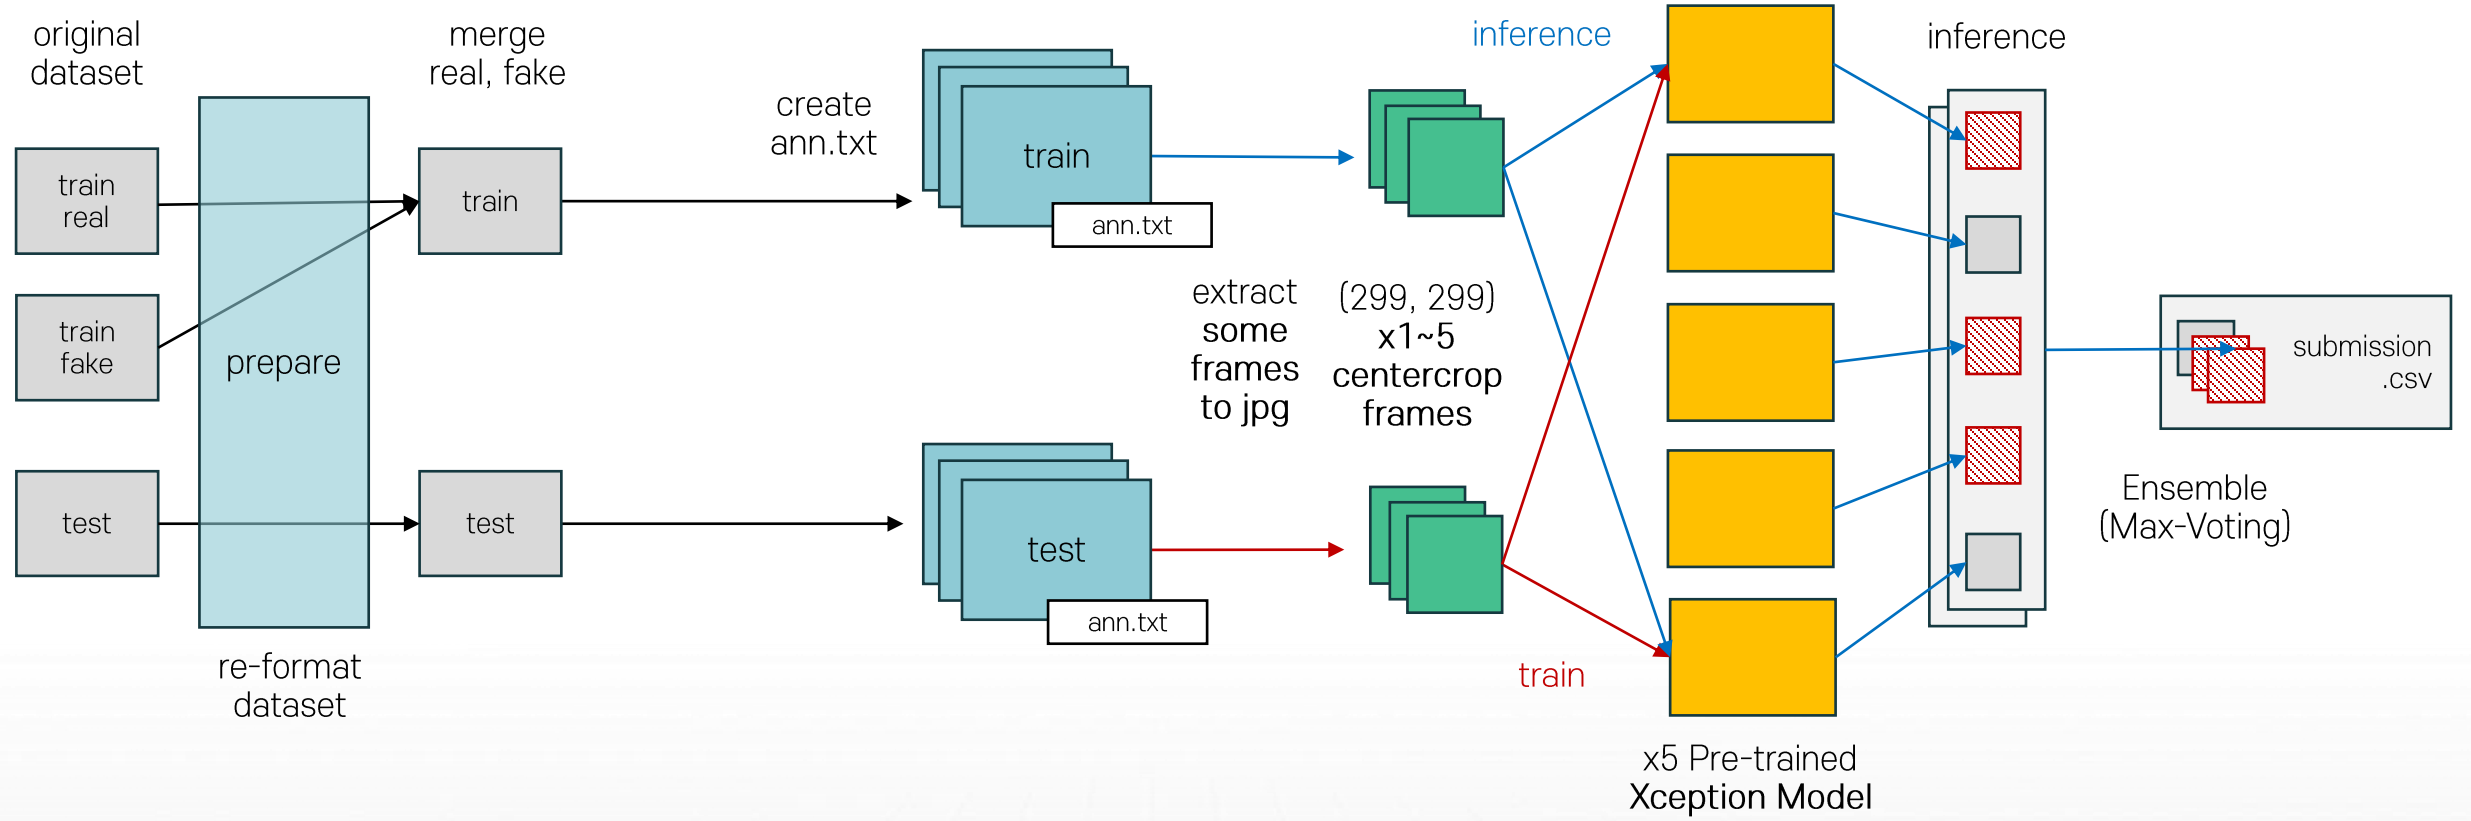 original
dataset
merge
real, fake
create
ann.txt
train
real
train
fake
test
prepare
re-format
dataset
train
test
train
ann.txt
test
ann.txt
extract
some
frames
to jpg
(299, 299)
x1~5
centercrop
frames
inference
train
x5 Pre-trained
Xception Model
inference
submission
.csv
Ensemble
(Max-Voting)